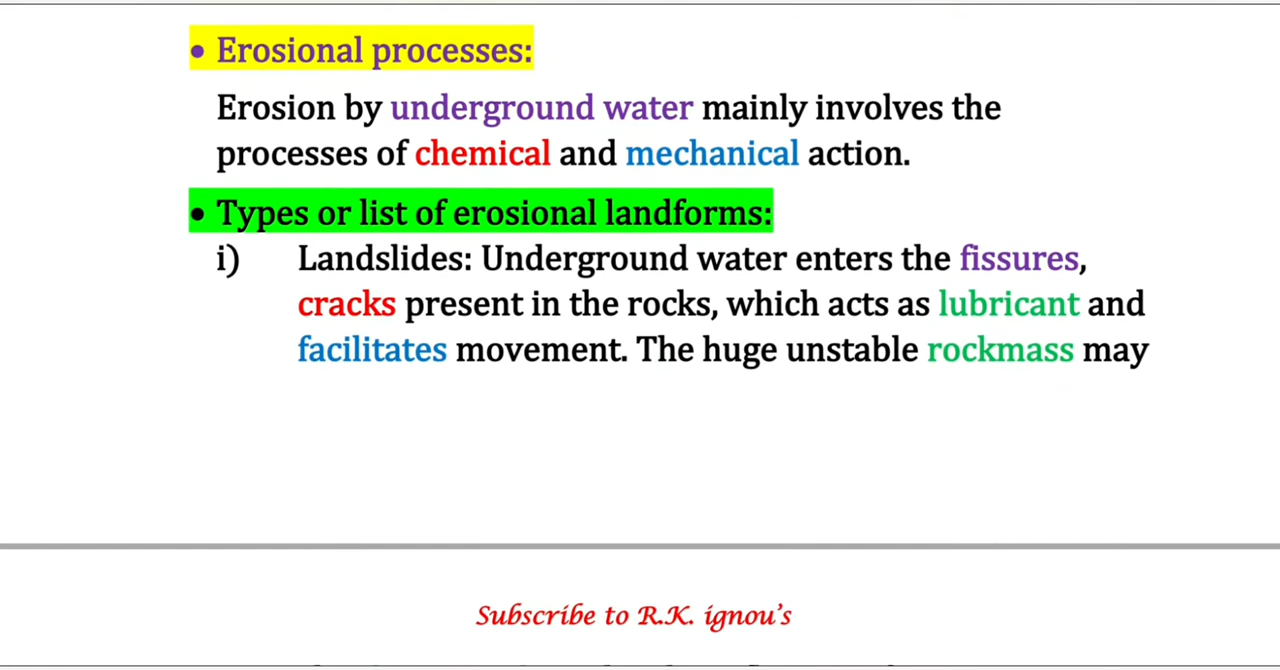 • Erosional processes:
Erosion by underground water mainly involves the
processes of chemical and mechanical action.
• Types or list of erosional landforms:
i) Landslides: Underground water enters the fissures,
cracks present in the rocks, which acts as lubricant and
facilitates movement. The huge unstable rockmass may
Subscribe to R.K. ignou's